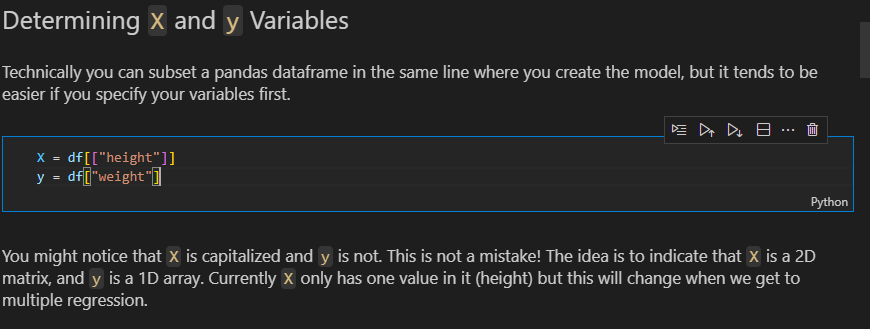 Determining X and y Variables
Technically you can subset a pandas dataframe in the same line where you create the model, but it tends to be
easier if you specify your variables first.
X = df[["height"]]
y = df["weight"]
Python
You might notice that X is capitalized and y is not. This is not a mistake! The idea is to indicate that X is a 2D
matrix, and y is a 1D array. Currently X only has one value in it (height) but this will change when we get to
multiple regression.